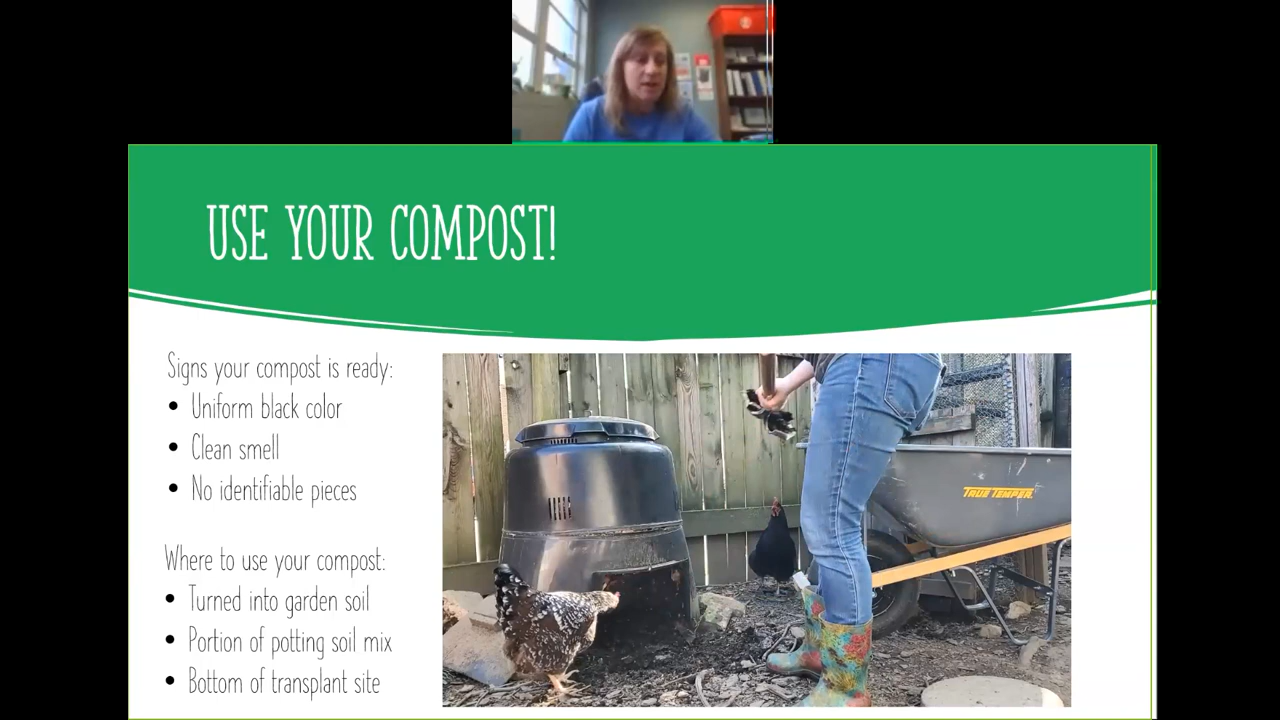 USE YOUR COMPOST!
Signs your compost is ready:
• Uniform black color
• Clean smell
• No identifiable pieces
Where to use your compost:
• Turned into garden soil
• Portion of potting soil mix
• Bottom of transplant site
TRUE TEMPER